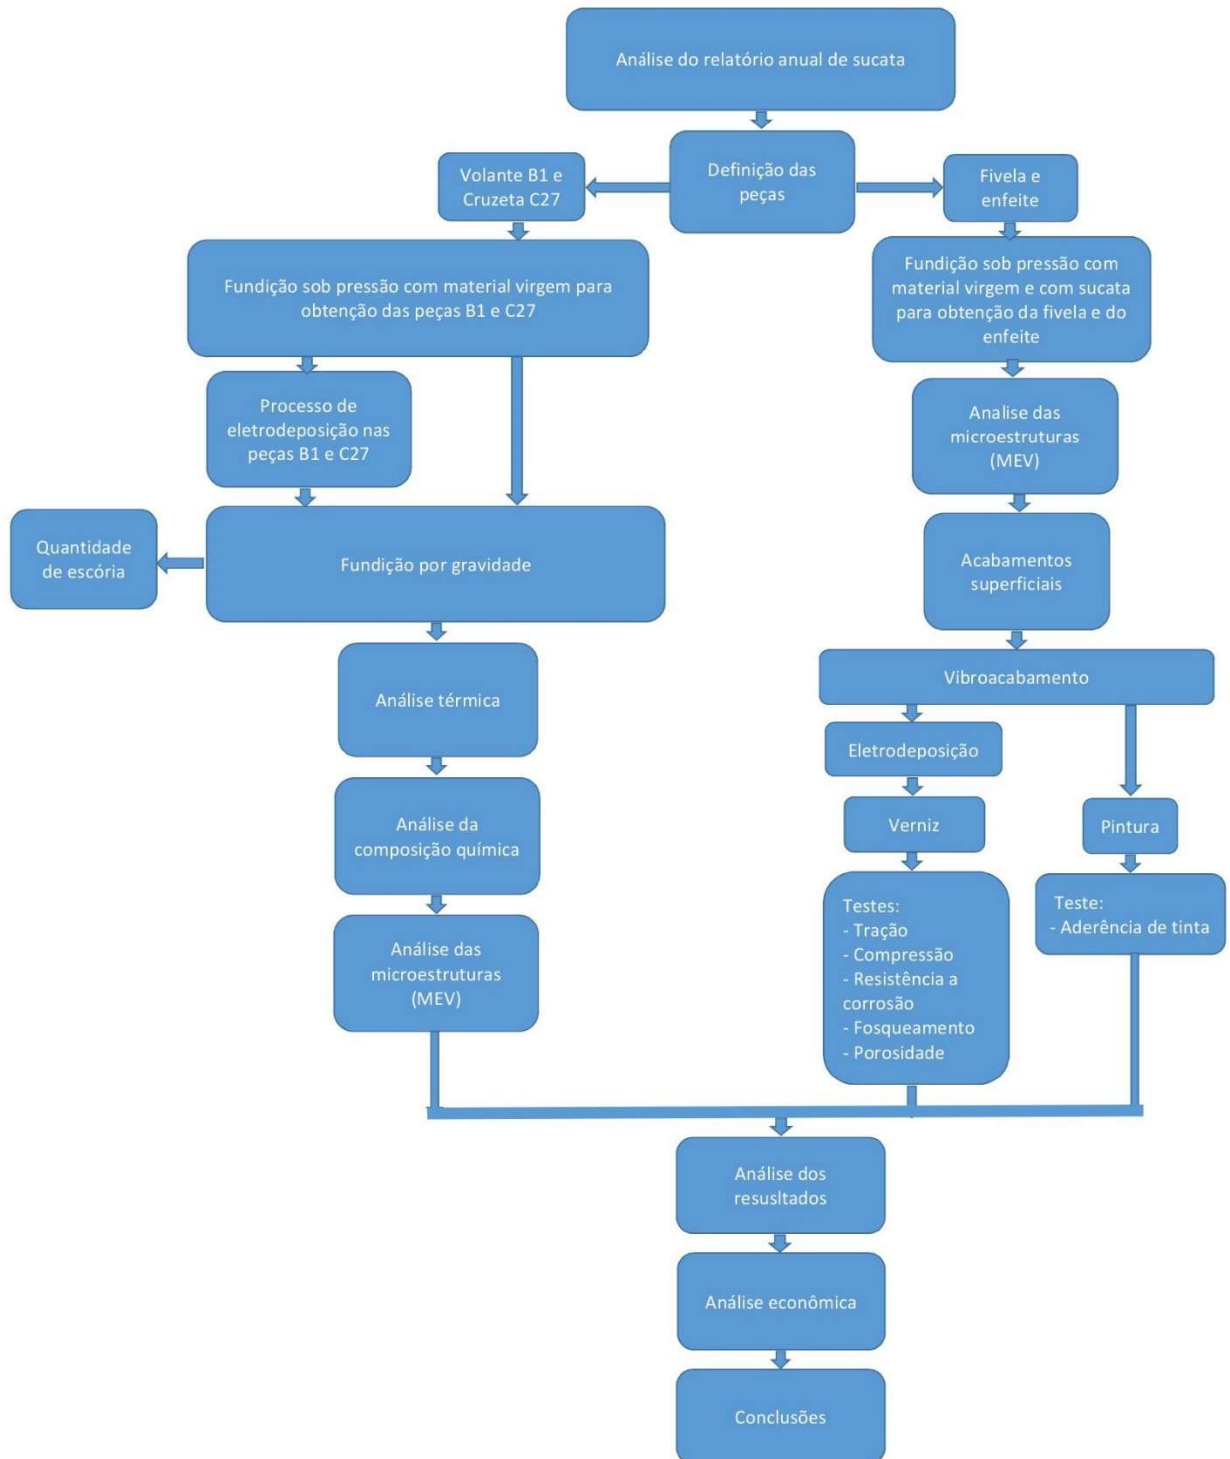 Análise do relatório anual de sucata
Definição das
peças
Volante B1 e
Cruzeta C27
Fivela e
enfeite
Fundição sob pressão com material virgem para
obtenção das peças B1 e C27
Fundição sob pressão com
material virgem e com sucata
para obtenção da fivela e do
enfeite
Processo de
eletrodeposição nas
peças B1 e C27
Analise das
microestruturas
(MEV)
Quantidade
de escória
Fundição por gravidade
Acabamentos
superficiais
Análise térmica
Vibroacabamento
Eletrodeposição
Análise da
composição química
Verniz
Pintura
Análise das
microestruturas
(MEV)
Testes:
- Tração
- Compressão
- Resistência a
corrosão
- Fosqueamento
- Porosidade
Teste:
- Aderência de tinta
Análise dos
resusltados
Análise econômica
Conclusões